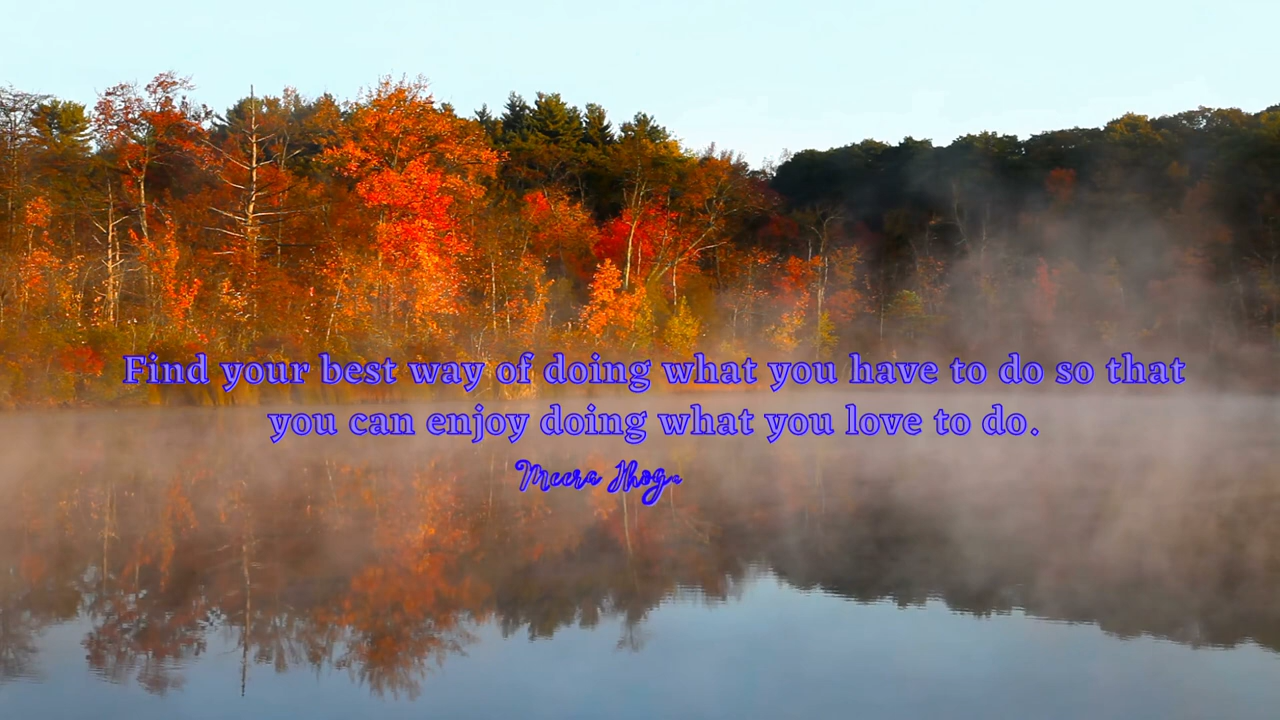 Find your best way of doing what you have to do so that
you can enjoy doing what you love to do.
Meera